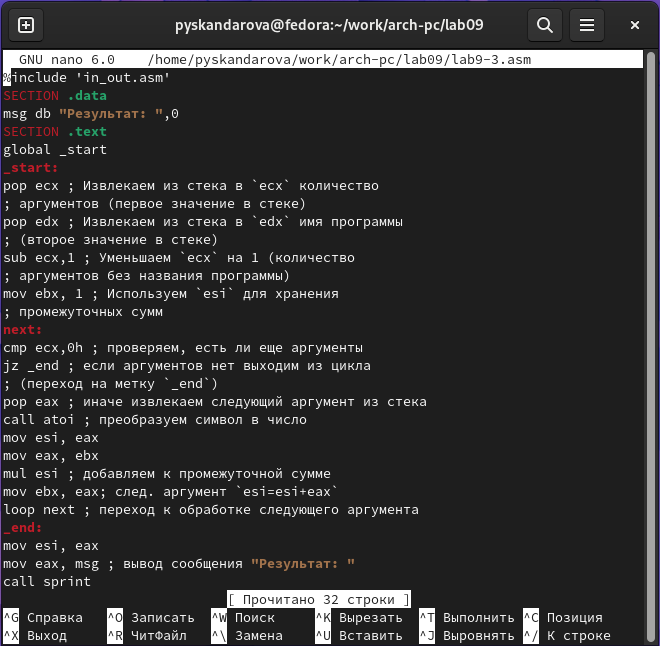 pyskandarova@fedora:~/work/arch-pc/lab09
GNU nano 6.0    /home/pyskandarova/work/arch-pc/lab09/lab9-3.asm
%include 'in_out.asm'
SECTION .data
msg db "Результат: ",0
SECTION .text
global _start
_start:
pop ecx ; Извлекаем из стека в `ecx` количество
; аргументов (первое значение в стеке)
pop edx ; Извлекаем из стека в `edx` имя программы
; (второе значение в стеке)
sub ecx,1 ; Уменьшаем `ecx` на 1 (количество
; аргументов без названия программы)
mov ebx, 1 ; Используем `esi` для хранения
; промежуточных сумм
next:
cmp ecx,0h ; проверяем, есть ли еще аргументы
jz _end ; если аргументов нет выходим из цикла
; (переход на метку `_end`)
pop eax ; иначе извлекаем следующий аргумент из стека
call atoi ; преобразуем символ в число
mov esi, eax
mov eax, ebx
mul esi ; добавляем к промежуточной сумме
mov ebx, eax; след. аргумент `esi=esi+eax`
loop next ; переход к обработке следующего аргумента
_end:
mov esi, eax
mov eax, msg ; вывод сообщения "Результат: "
call sprint
[ Прочитано 32 строки ]
^G Справка ^O Записать ^W Поиск ^K Вырезать ^T Выполнить ^C Позиция
^X Выход ^R ЧитФайл ^\ Замена ^U Вставить ^J Выровнять ^/ К строке